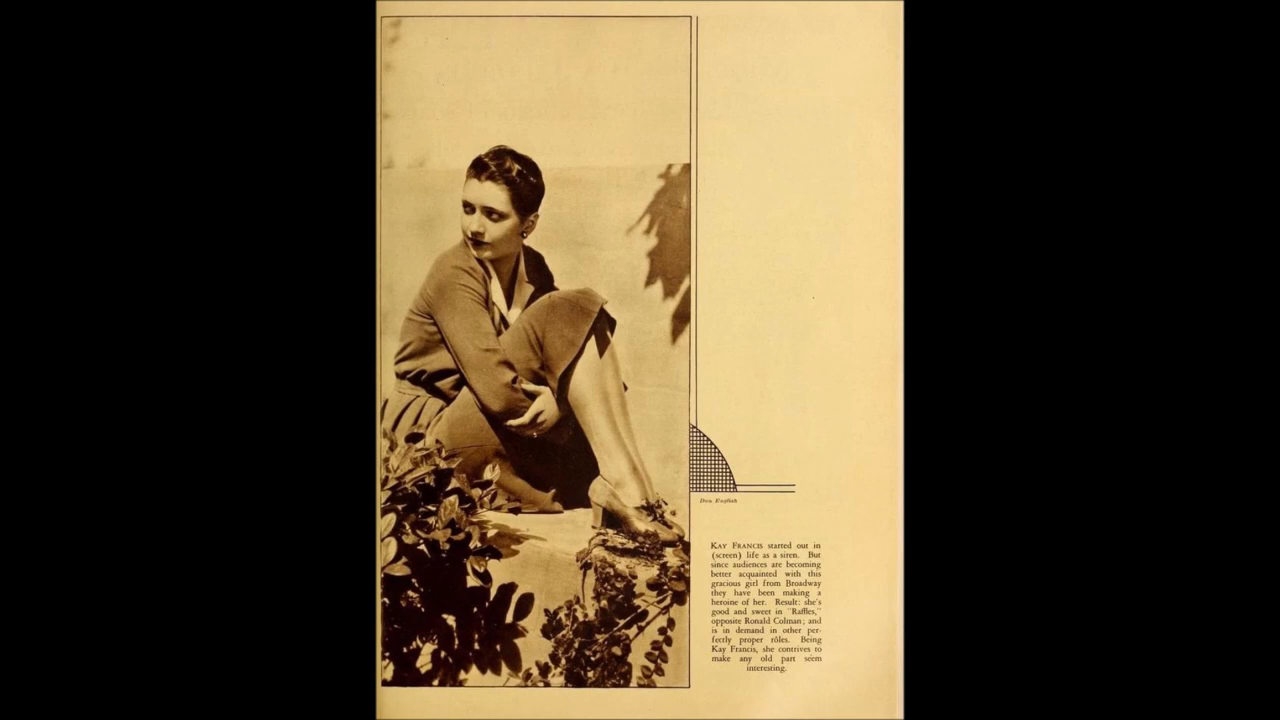 Don English
KAY FRANCIS started out in
(screen) life as a siren. But
since audiences are becoming
better acquainted with this
gracious girl from Broadway
they have been making a
heroine of her. Result: she's
good and sweet in "Raffles,"
opposite Ronald Colman; and
is in demand in other per-
fectly proper rôles. Being
Kay Francis, she contrives to
make any old part seem
interesting.